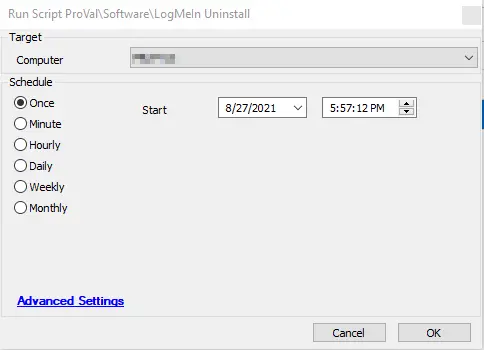 Run Script ProVal\Software\LogMeIn Uninstall
Target
Computer
Schedule
Once
Start
8/27/2021
5:57:12 PM
Minute
Hourly
Daily
Weekly
Monthly
Advanced Settings
Cancel
OK